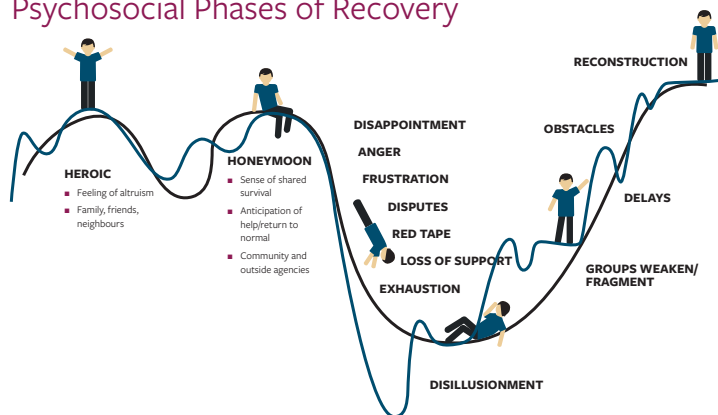 Psychosocial Phases of Recovery
HEROIC
Feeling of altruism
Family, friends,
neighbours
HONEYMOON
Sense of shared
survival
Anticipation of
help/return to
normal
Community and
outside agencies
DISAPPOINTMENT
ANGER
FRUSTRATION
DISPUTES
RED TAPE
LOSS OF SUPPORT
EXHAUSTION
DISILLUSIONMENT
RECONSTRUCTION
OBSTACLES
DELAYS
GROUPS WEAKEN/
FRAGMENT